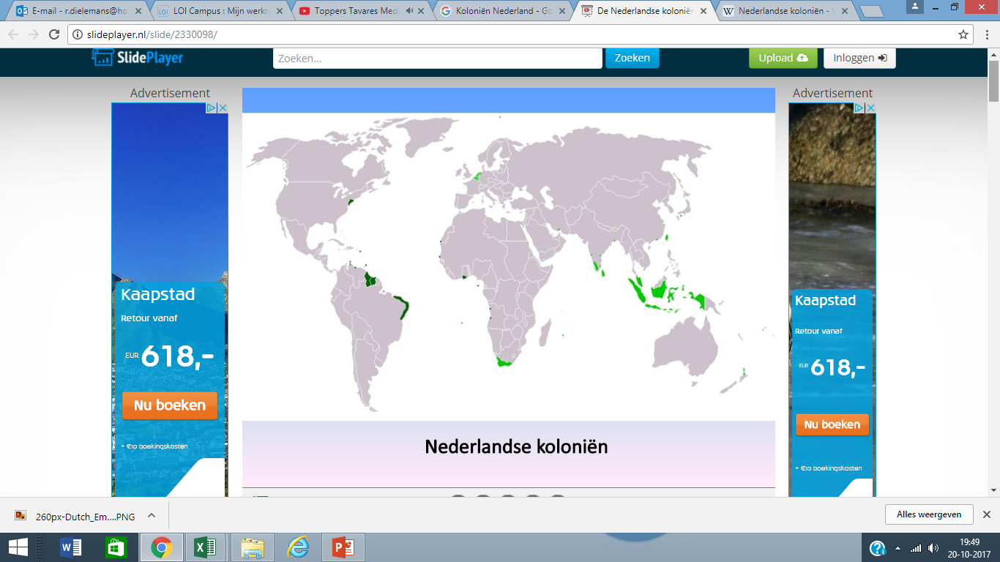 E-mail - r.dielemans@ho
LOI Campus : Mijn werkr
Toppers Tavares Medl
Koloniën Nederland - Go
De Nederlandse koloniën
Nederlandse koloniën - W
slideplayer.nl/slide/2330098/
SlidePlayer
Zoeken...
Zoeken
Upload
Inloggen
Advertisement
Advertisement
Kaapstad
Retour vanaf
EUR 618,-
Nu boeken
+ €10 boekingskosten
Kaapstad
Retour vanaf
EUR 618,-
Nu boeken
+ €10 boekingskosten
Nederlandse koloniën
260px-Dutch_Em....PNG
Alles weergeven
19:49
20-10-2017